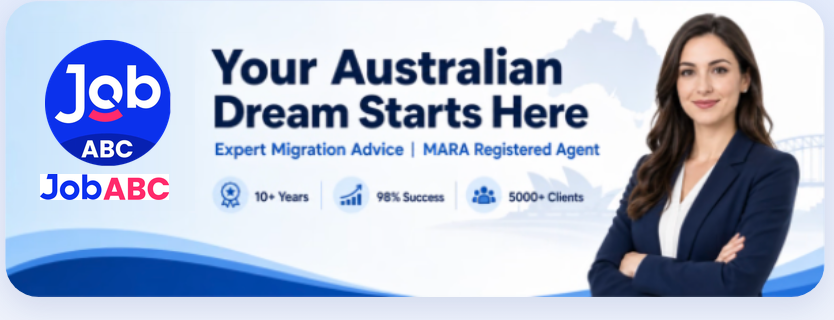 Job
ABC
JobABC
Your Australian
Dream Starts Here
Expert Migration Advice | MARA Registered Agent
10+ Years
98% Success
5000+ Clients